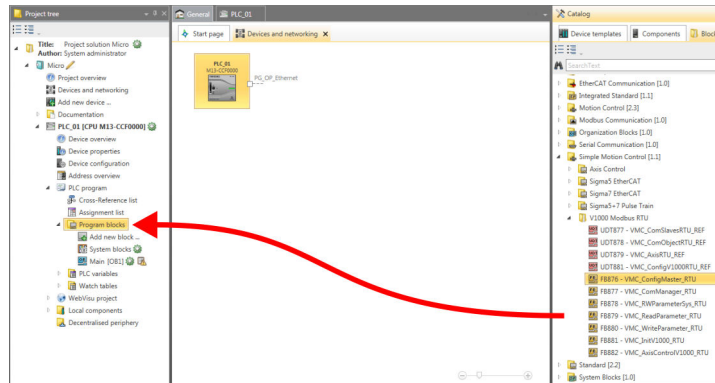 Project tree
Title: Project solution Micro
Author: System administrator
Micro
Project overview
Devices and networking
Add new device ...
Documentation
PLC_01 [CPU M13-CCF0000]
Device overview
Device properties
Device configuration
Address overview
PLC program
Cross-Reference list
Assignment list
Program blocks
Add new block ...
System blocks
Main [OB1]
PLC variables
Watch tables
WebVisu project
Local components
Decentralised periphery
General
PLC_01
Start page
Devices and networking
PLC_01
M13-CCF0000
PG_OP_Ethernet
Catalog
Device templates
Components
Block
SearchText
EtherCAT Communication [1.0]
Integrated Standard [1.1]
Motion Control [2.3]
Modbus Communication [1.0]
Organization Blocks [1.0]
Serial Communication [1.0]
Simple Motion Control [1.1]
Axis Control
Sigma5 EtherCAT
Sigma7 EtherCAT
Sigma5+7 Pulse Train
V1000 Modbus RTU
UDT877 - VMC_ComSlavesRTU_REF
UDT878 - VMC_ComObjectRTU_REF
UDT879 - VMC_AxisRTU_REF
UDT881 - VMC_ConfigV1000RTU_REF
FB876 - VMC_ConfigMaster_RTU
FB877 - VMC_ComManager_RTU
FB878 - VMC_RWParameterSys_RTU
FB879 - VMC_ReadParameter_RTU
FB880 - VMC_WriteParameter_RTU
FB881 - VMC_InitV1000_RTU
FB882 - VMC_AxisControlV1000_RTU
Standard [2.2]
System Blocks [1.0]